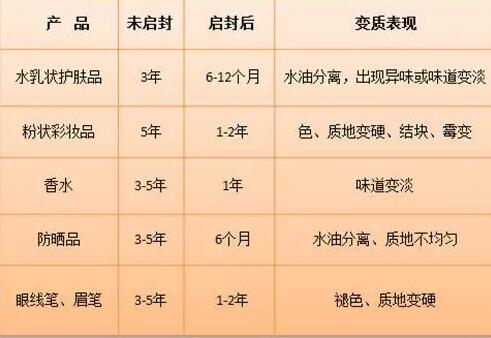 产 品 未启封 启封后 变质表现
水乳状护肤品 3年 6-12个月 水油分离，出现异味或味道变淡
粉状彩妆品 5年 1-2年 色、质地变硬、结块、霉变
香水 3-5年 1年 味道变淡
防晒品 3-5年 6个月 水油分离、质地不均匀
眼线笔、眉笔 3-5年 1-2年 褪色、质地变硬